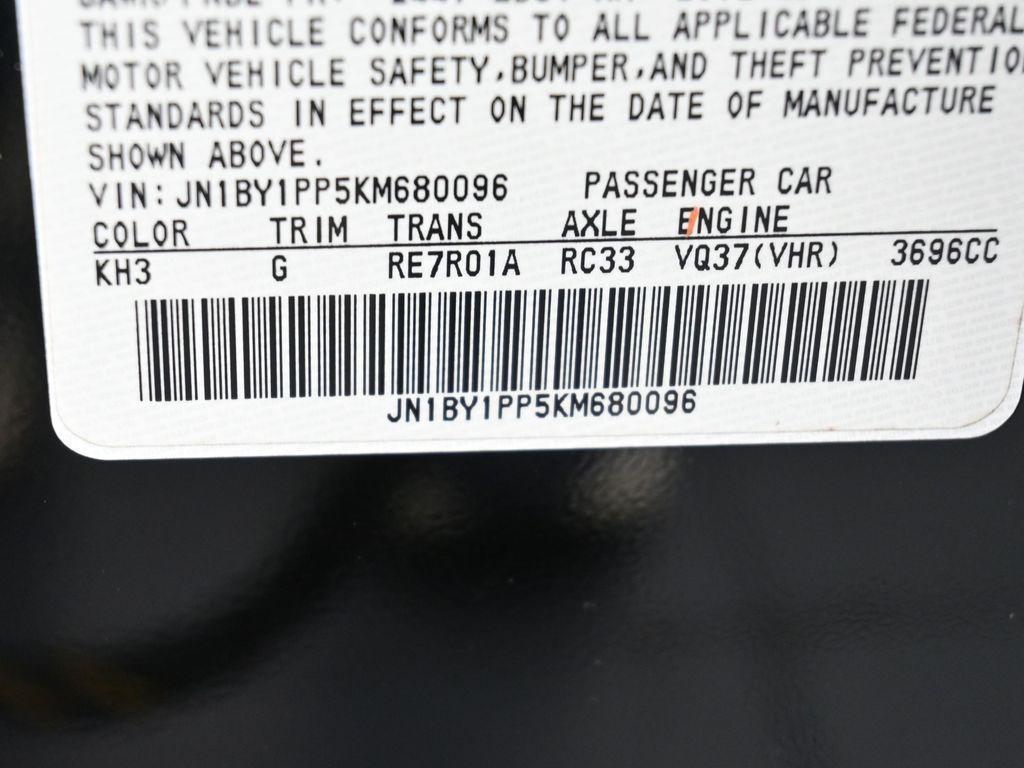 THIS VEHICLE CONFORMS TO ALL APPLICABLE FEDERAL
MOTOR VEHICLE SAFETY,BUMPER,AND THEFT PREVENTIO
STANDARDS IN EFFECT ON THE DATE OF MANUFACTURE
SHOWN ABOVE.
VIN:JN1BY1PP5KM680096 PASSENGER CAR
COLOR TRIM TRANS AXLE ENGINE
KH3 G RE7R01A RC33 VQ37(VHR) 3696CC
JN1BY1PP5KM680096